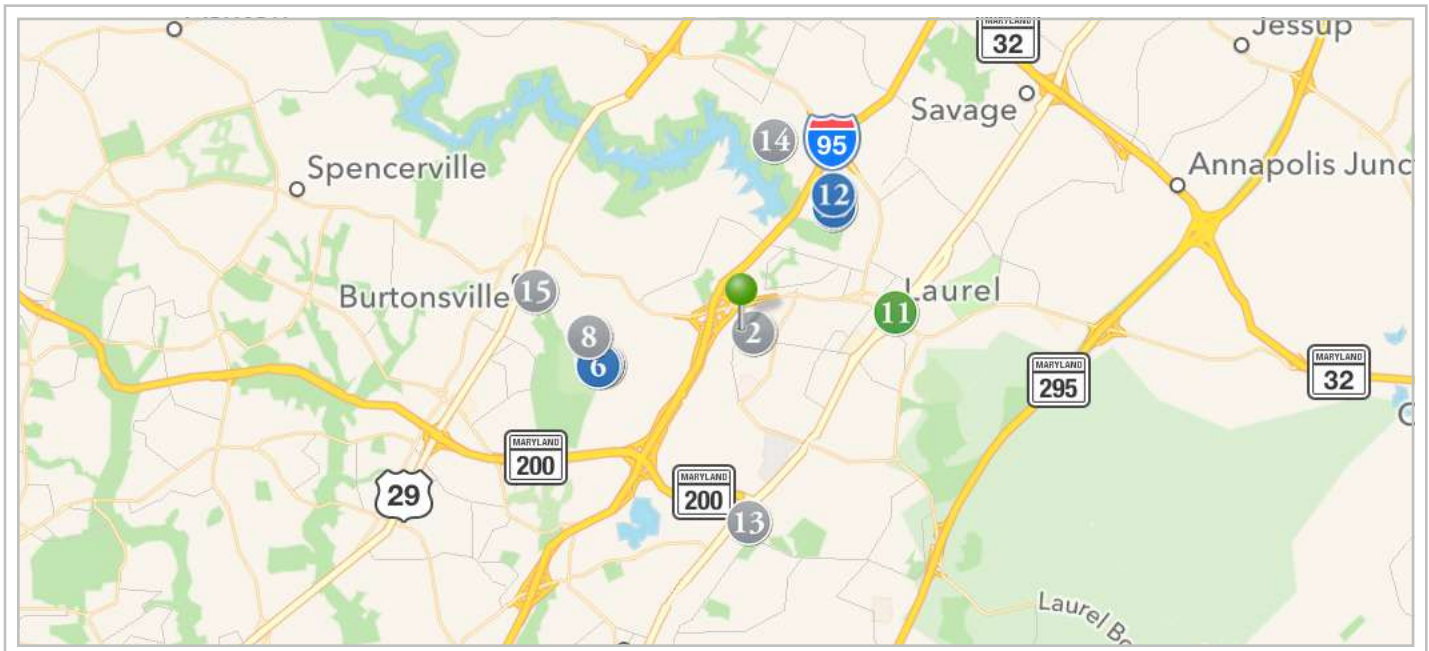 MARYLAND
32
Jessup
Savage
14
95
Spencerville
12
Annapolis Junc
Burtonsville
15
Laurel
11
8
2
6
MARYLAND
295
MARYLAND
32
MARYLAND
200
29
MARYLAND
200
13
Laurel Bo